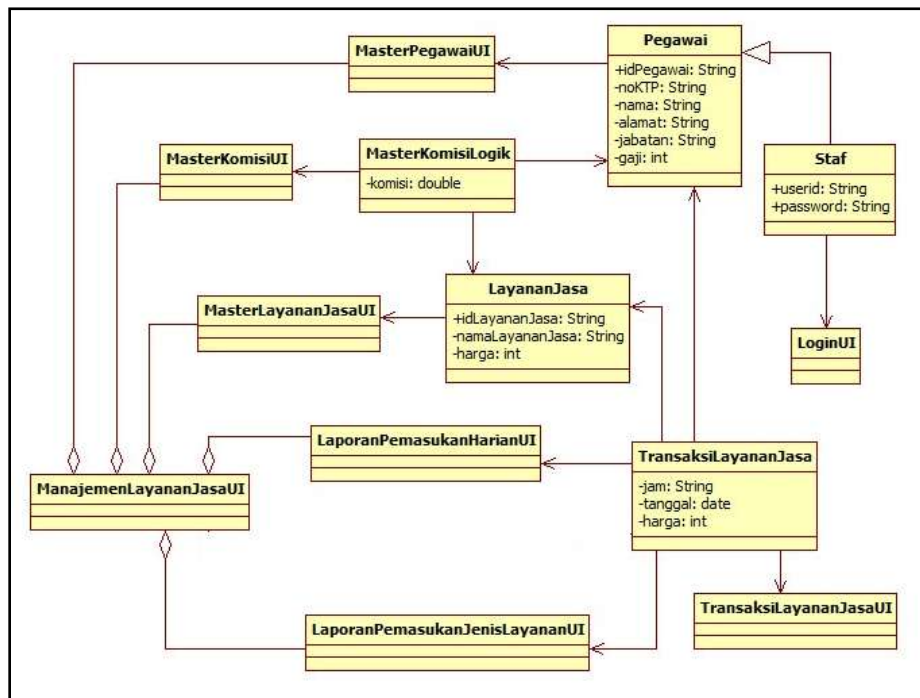 MasterPegawaiUI
Pegawai
+idPegawai: String
-noKTP: String
-nama: String
-alamat: String
-jabatan: String
-gaji: int
MasterKomisiUI
MasterKomisiLogik
-komisi: double
Staf
+userid: String
+password: String
MasterLayananJasaUI
LayananJasa
+idLayananJasa: String
-namaLayananJasa: String
-harga: int
LoginUI
LaporanPemasukanHarianUI
TransaksiLayananJasa
-jam: String
-tanggal: date
-harga: int
ManajemenLayananJasaUI
TransaksiLayananJasaUI
LaporanPemasukanJenisLayananUI